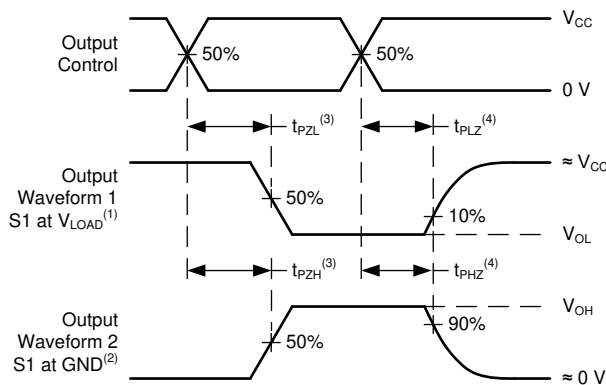 V_CC
Output
Control
50%
50%
0 V
t_PZL^(3)
t_PLZ^(4)
≈ V_CC
Output
Waveform 1
S1 at V_LOAD^(1)
50%
10%
V_OL
t_PZH^(3)
t_PHZ^(4)
V_OH
Output
Waveform 2
S1 at GND^(2)
50%
90%
≈ 0 V